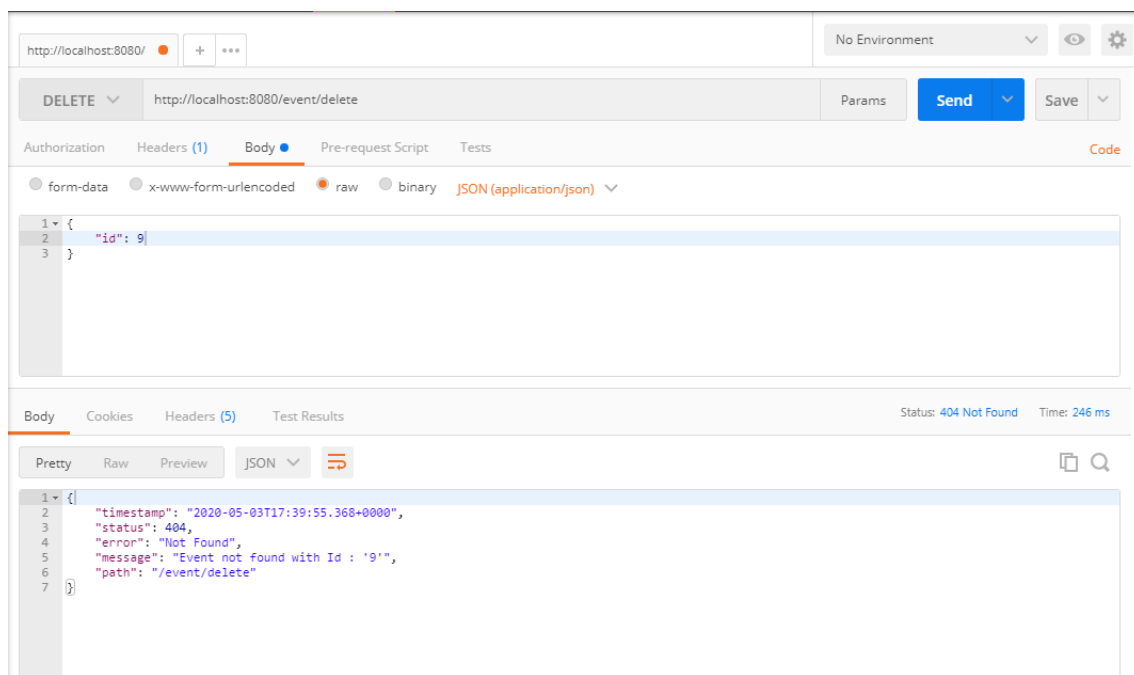 http://localhost:8080/ + ••• No Environment
DELETE http://localhost:8080/event/delete Params Send Save
Authorization Headers (1) Body Pre-request Script Tests Code
form-data x-www-form-urlencoded raw binary JSON (application/json)
1 {
2 "id": 9
3 }
Body Cookies Headers (5) Test Results Status: 404 Not Found Time: 246 ms
Pretty Raw Preview JSON
1 {
2 "timestamp": "2020-05-03T17:39:55.368+0000",
3 "status": 404,
4 "error": "Not Found",
5 "message": "Event not found with Id : '9'",
6 "path": "/event/delete"
7 }